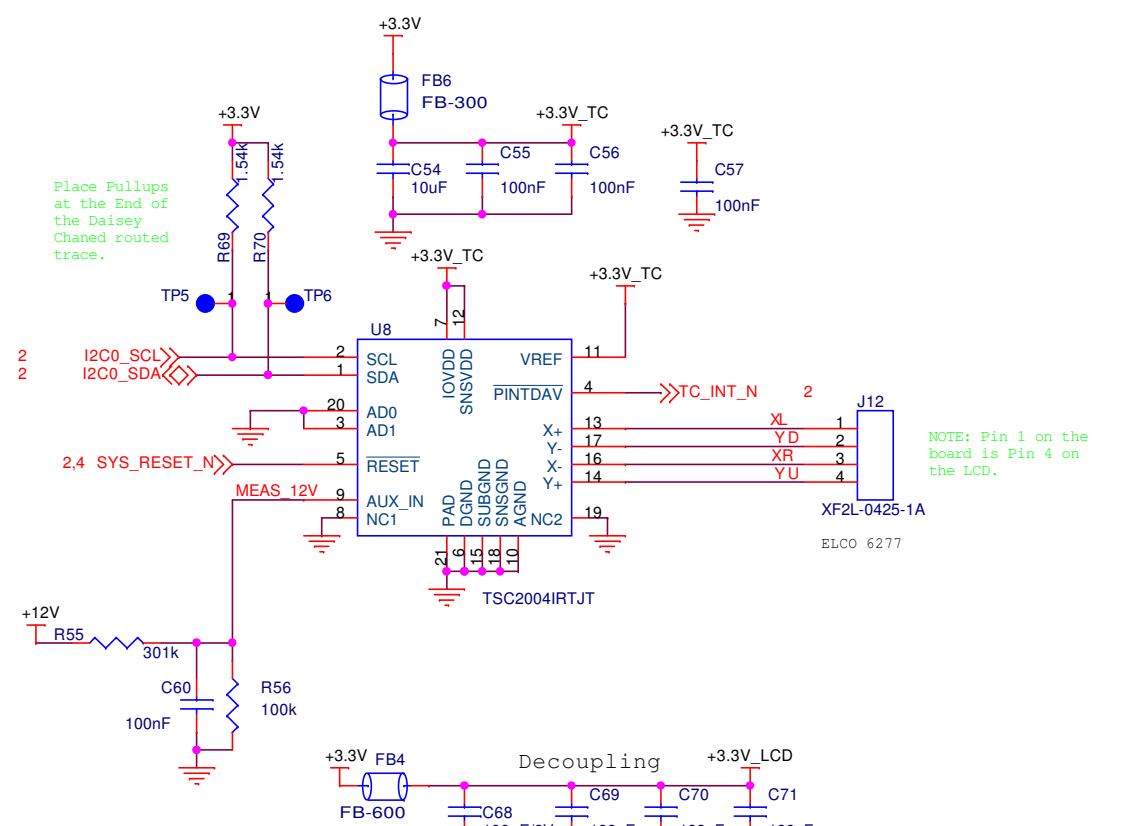 +3.3V
FB6
FB-300
+3.3V
+3.3V_TC
+3.3V_TC
1.54k
1.54k
C54
10uF
C55
100nF
C56
100nF
C57
100nF
Place Pullups
at the End of
the Daisey
Chaned routed
trace.
R69
R70
+3.3V_TC
+3.3V_TC
TP5
1
1
TP6
7
12
U8
2
I2C0_SCL
2
SCL
2
I2C0_SDA
1
SDA
IOVDD
SNSVDD
VREF
11
PINTDAV
4
TC_INT_N
2
20
AD0
3
AD1
J12
X+
13
XL
1
Y-
17
YD
2
X-
16
XR
3
Y+
14
YU
4
NOTE: Pin 1 on the
board is Pin 4 on
the LCD.
2,4
SYS_RESET_N
5
RESET
MEAS_12V
9
AUX_IN
8
NC1
PAD
DGND
SUBGND
SNSGND
AGND
NC2
19
XF2L-0425-1A
ELCO 6277
21
6
15
18
10
TSC2004IRTJT
+12V
R55
301k
C60
100nF
R56
100k
+3.3V
FB4
FB-600
Decoupling
+3.3V_LCD
C68
C69
C70
C71